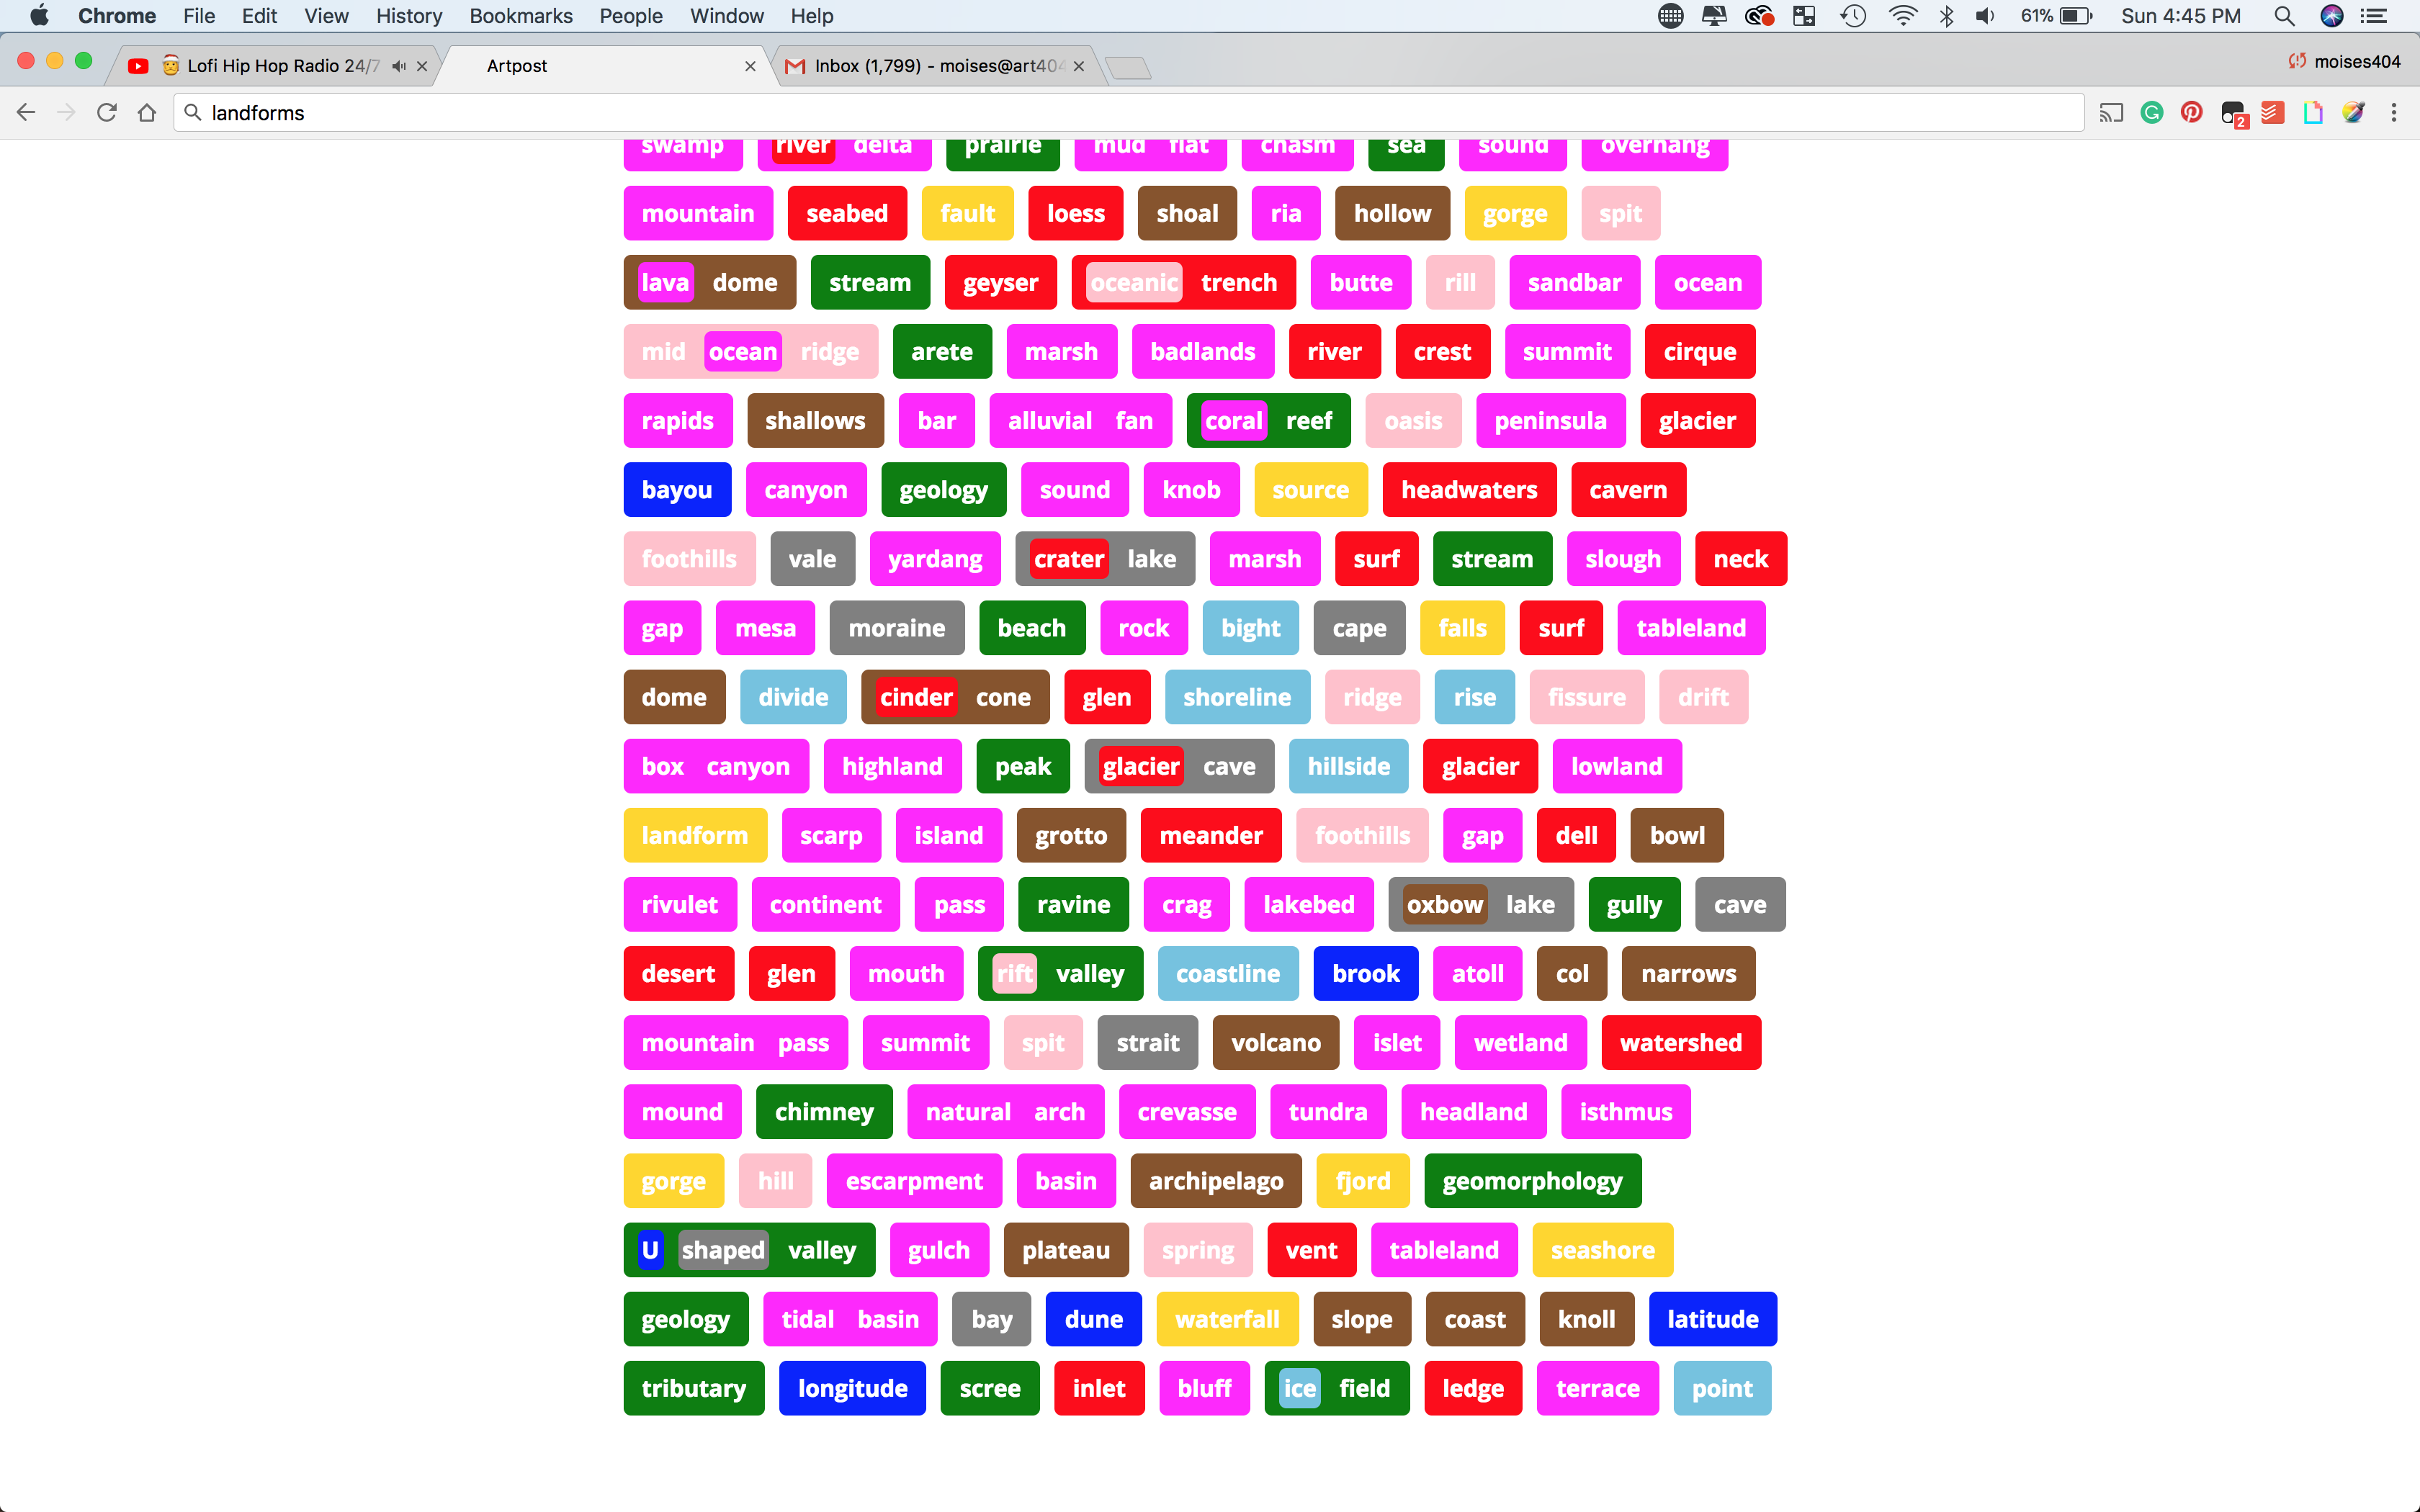 Chrome File Edit View History Bookmarks People Window Help 61% Sun 4:45 PM
Lofi Hip Hop Radio 24/7 Artpost Inbox (1,799) - moises@art404 moises404
landforms 2
swamp river delta prairie mud flat chasm sea sound overhang
mountain seabed fault loess shoal ria hollow gorge spit
lava dome stream geyser oceanic trench butte rill sandbar ocean
mid ocean ridge arete marsh badlands river crest summit cirque
rapids shallows bar alluvial fan coral reef oasis peninsula glacier
bayou canyon geology sound knob source headwaters cavern
foothills vale yardang crater lake marsh surf stream slough neck
gap mesa moraine beach rock bight cape falls surf tableland
dome divide cinder cone glen shoreline ridge rise fissure drift
box canyon highland peak glacier cave hillside glacier lowland
landform scarp island grotto meander foothills gap dell bowl
rivulet continent pass ravine crag lakebed oxbow lake gully cave
desert glen mouth rift valley coastline brook atoll col narrows
mountain pass summit spit strait volcano islet wetland watershed
mound chimney natural arch crevasse tundra headland isthmus
gorge hill escarpment basin archipelago fjord geomorphology
U shaped valley gulch plateau spring vent tableland seashore
geology tidal basin bay dune waterfall slope coast knoll latitude
tributary longitude scree inlet bluff ice field ledge terrace point